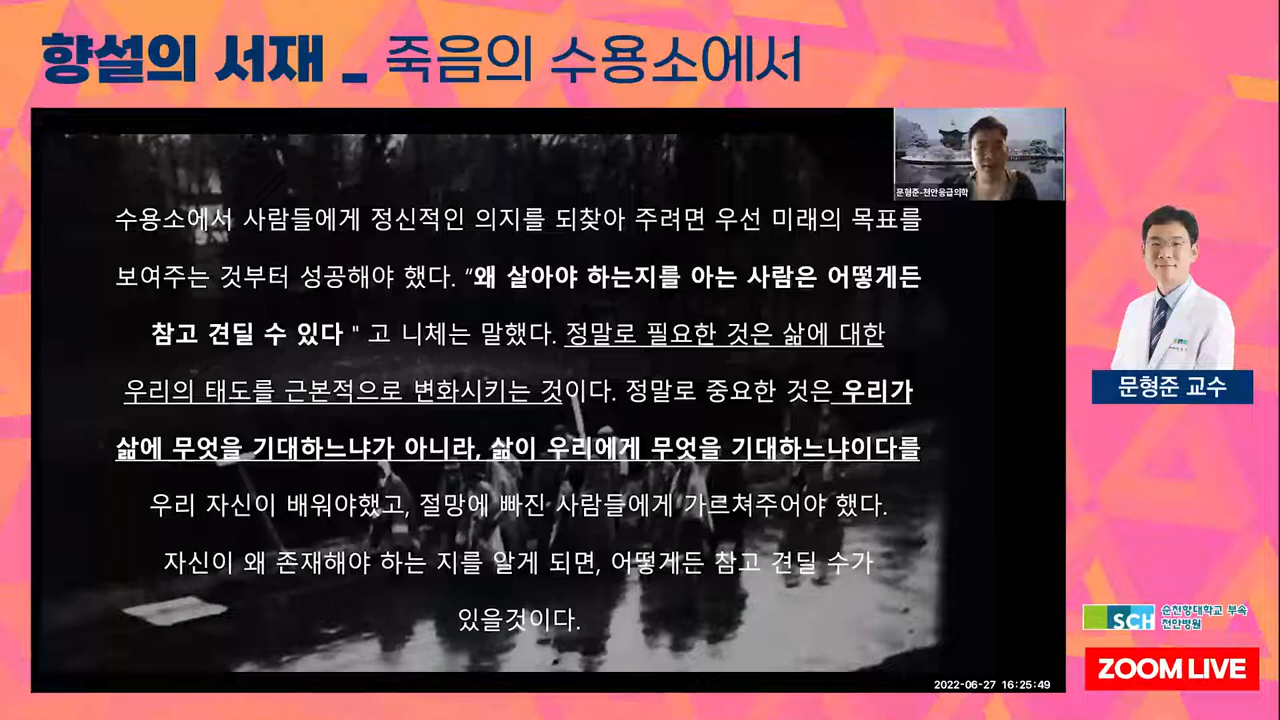 향설의 서재 _ 죽음의 수용소에서
문형준-천안응급의학
수용소에서 사람들에게 정신적인 의지를 되찾아 주려면 우선 미래의 목표를
보여주는 것부터 성공해야 했다. "왜 살아야 하는지를 아는 사람은 어떻게든
참고 견딜 수 있다 " 고 니체는 말했다. 정말로 필요한 것은 삶에 대한
우리의 태도를 근본적으로 변화시키는 것이다. 정말로 중요한 것은 우리가
삶에 무엇을 기대하느냐가 아니라, 삶이 우리에게 무엇을 기대하느냐이다를
우리 자신이 배워야했고, 절망에 빠진 사람들에게 가르쳐주어야 했다.
자신이 왜 존재해야 하는 지를 알게 되면, 어떻게든 참고 견딜 수가
있을것이다.
2022-06-27 16:25:49
문형준 교수
SCH 순천향대학교 부속
천안병원
ZOOM LIVE